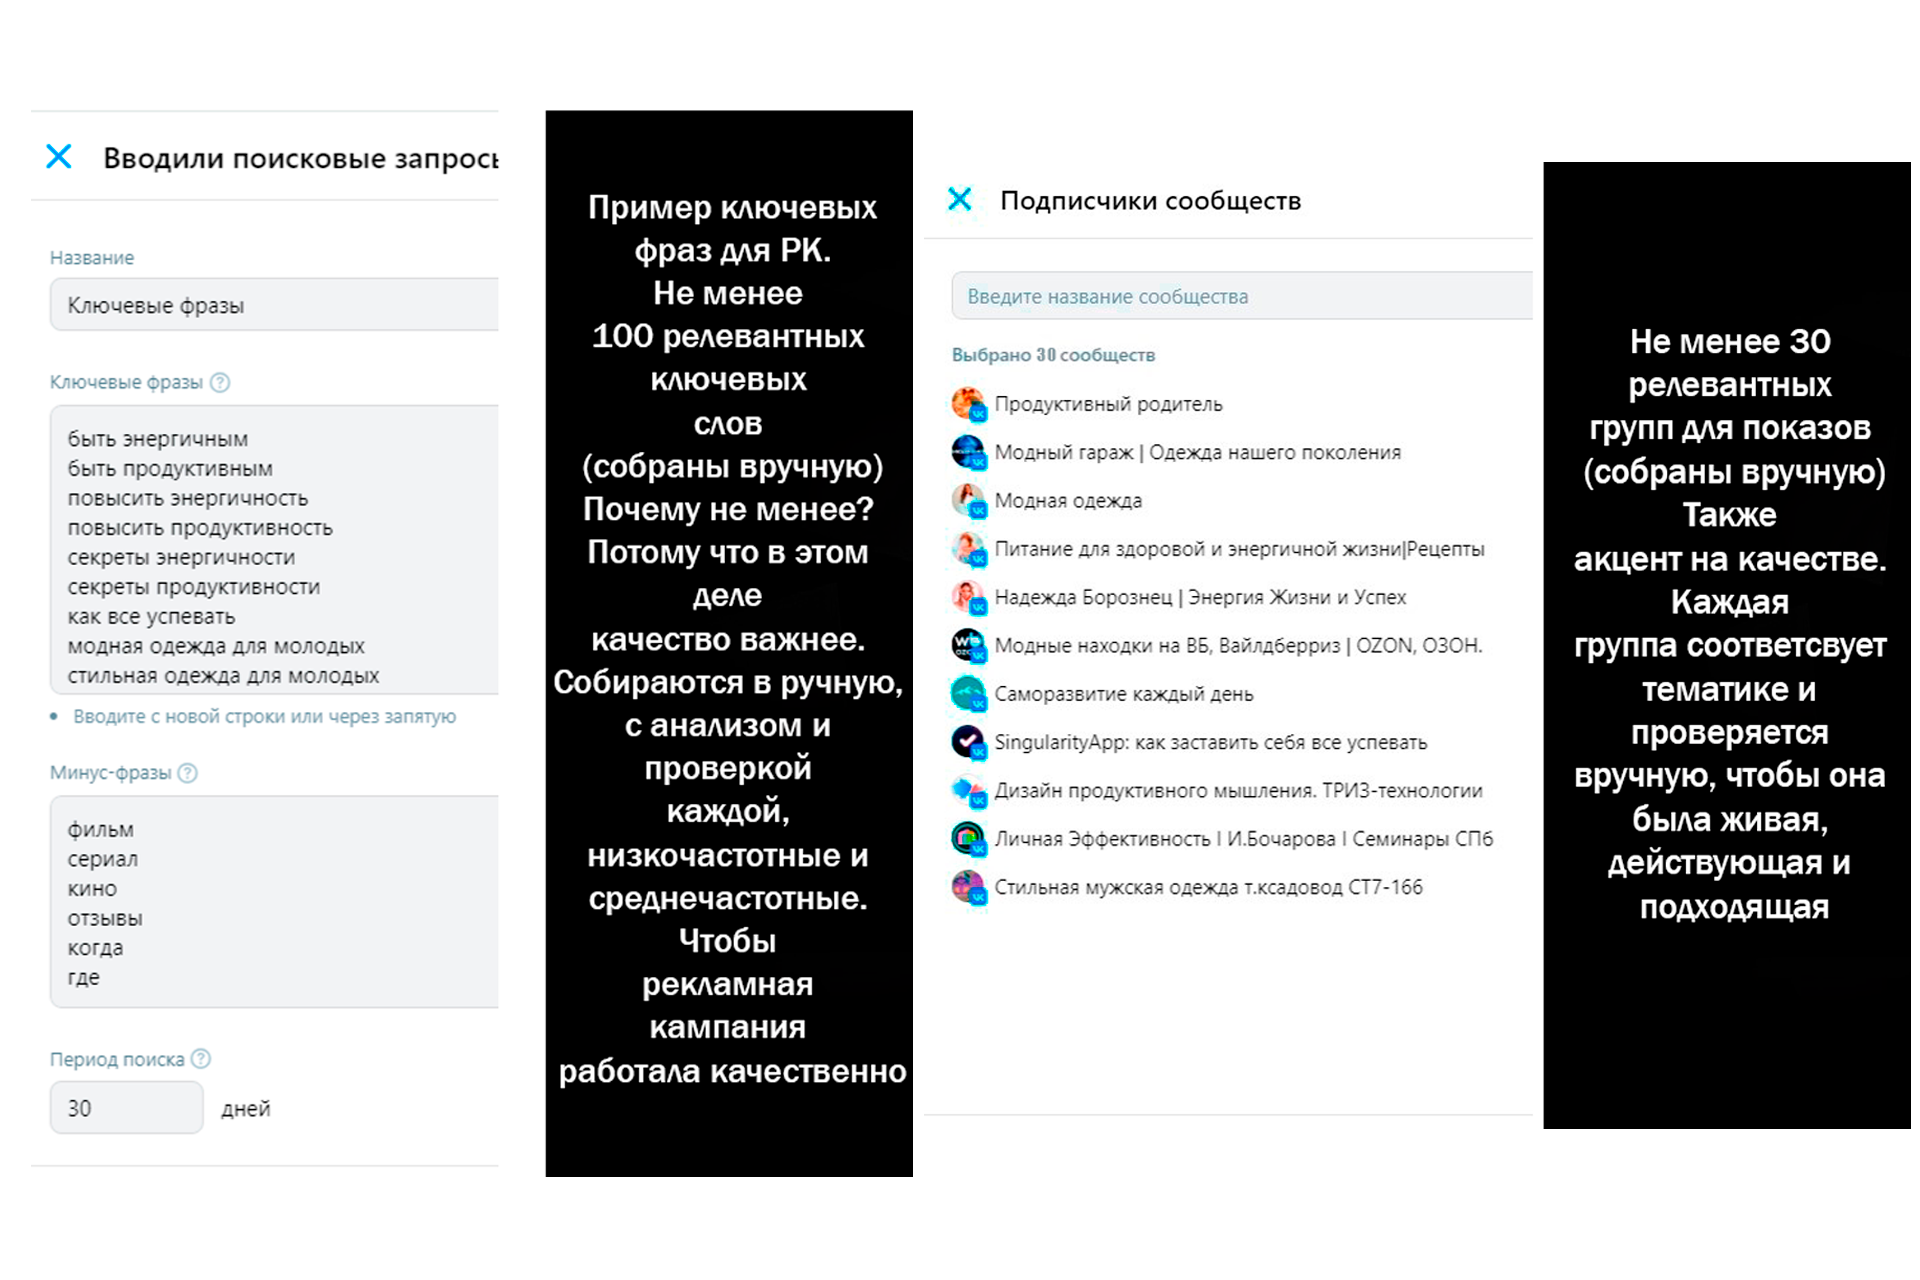 Вводили поисковые запросы
Название
Ключевые фразы
Ключевые фразы ?
быть энергичным
быть продуктивным
повысить энергичность
повысить продуктивность
секреты энергичности
секреты продуктивности
как все успевать
модная одежда для молодых
стильная одежда для молодых
• Вводите с новой строки или через запятую
Минус-фразы ?
фильм
сериал
кино
отзывы
когда
где
Период поиска ?
30 дней
Пример ключевых
фраз для РК.
Не менее
100 релевантных
ключевых
слов
(собраны вручную)
Почему не менее?
Потому что в этом
деле
качество важнее.
Собираются в ручную,
с анализом и
проверкой
каждой,
низкочастотные и
среднечастотные.
Чтобы
рекламная
кампания
работала качественно
Подписчики сообществ
Введите название сообщества
Выбрано 30 сообществ
Продуктивный родитель
Модный гараж | Одежда нашего поколения
Модная одежда
Питание для здоровой и энергичной жизни|Рецепты
Надежда Борознец | Энергия Жизни и Успех
Модные находки на ВБ, Вайлдберриз | OZON, ОЗОН.
Саморазвитие каждый день
SingularityApp: как заставить себя все успевать
Дизайн продуктивного мышления. ТРИЗ-технологии
Личная Эффективность I И.Бочарова I Семинары СПб
Стильная мужская одежда т.ксадовод СТ7-166
Не менее 30
релевантных
групп для показов
(собраны вручную)
Также
акцент на качестве.
Каждая
группа соответсвует
тематике и
проверяется
вручную, чтобы она
была живая,
действующая и
подходящая